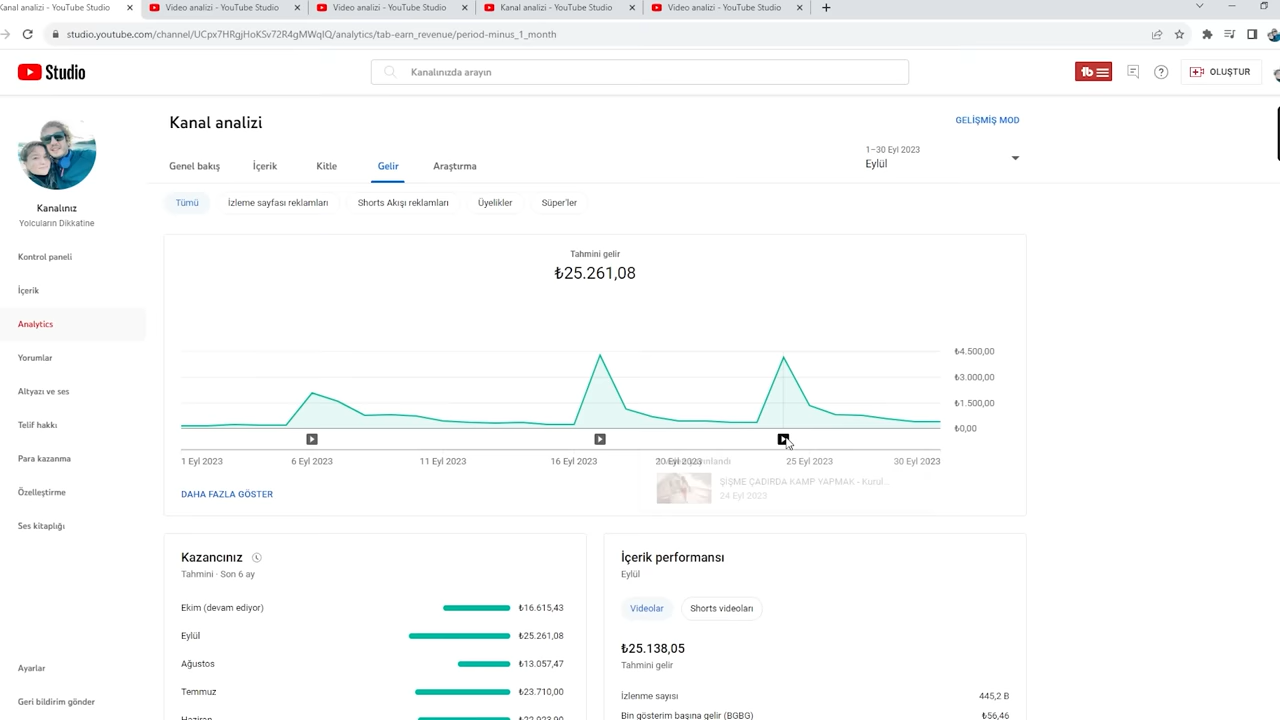 Kanal analizi - YouTube Studio
Video analizi - YouTube Studio
Video analizi - YouTube Studio
Kanal analizi - YouTube Studio
Video analizi - YouTube Studio
studio.youtube.com/channel/UCpx7HRgjHoKSv72R4gMWqIQ/analytics/tab-earn_revenue/period-minus_1_month
Studio
Kanalınızda arayın
OLUŞTUR
Kanal analizi
GELİŞMİŞ MOD
Genel bakış
İçerik
Kitle
Gelir
Araştırma
1–30 Eyl 2023
Eylül
Tümü
İzleme sayfası reklamları
Shorts Akışı reklamları
Üyelikler
Süper'ler
Kanalınız
Yolcuların Dikkatine
Kontrol paneli
İçerik
Analytics
Yorumlar
Altyazı ve ses
Telif hakkı
Para kazanma
Özelleştirme
Ses kitaplığı
Ayarlar
Geri bildirim gönder
Tahmini gelir
₺25.261,08
₺4.500,00
₺3.000,00
₺1.500,00
₺0,00
1 Eyl 2023
6 Eyl 2023
11 Eyl 2023
16 Eyl 2023
20 Eyl 2023
25 Eyl 2023
30 Eyl 2023
ŞİŞME ÇADIRDA KAMP YAPMAK - Kurul...
24 Eyl 2023
DAHA FAZLA GÖSTER
Kazancınız
Tahmini · Son 6 ay
Ekim (devam ediyor)
₺16.615,43
Eylül
₺25.261,08
Ağustos
₺13.057,47
Temmuz
₺23.710,00
Haziran
₺22.923,90
İçerik performansı
Eylül
Videolar
Shorts videoları
₺25.138,05
Tahmini gelir
İzlenme sayısı
445,2 B
Bin gösterim başına gelir (BGBG)
₺56,46